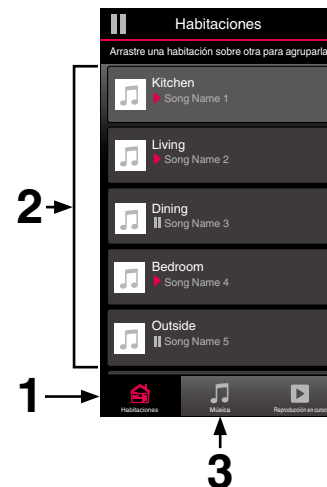 Habitaciones
Arrastre una habitación sobre otra para agruparla
Kitchen
Song Name 1
Living
Song Name 2
2
Dining
Song Name 3
Bedroom
Song Name 4
Outside
Song Name 5
1
Habitaciones
Música
Reproducción en curso
3